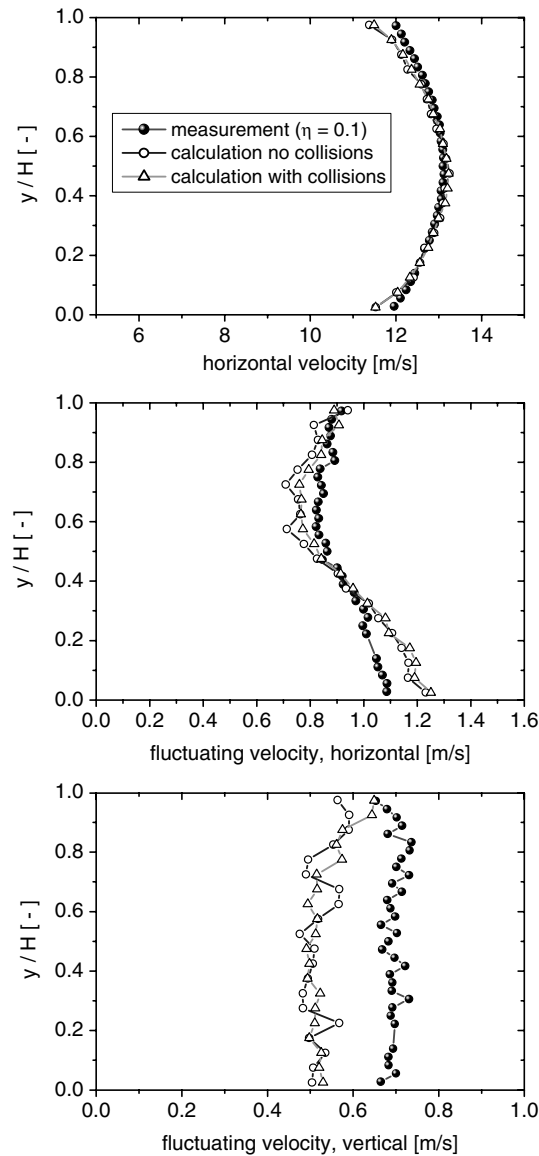 1.0
0.8
0.6
0.4
0.2
0.0
y / H [ - ]
measurement (η = 0.1)
calculation no collisions
calculation with collisions
6 8 10 12 14
horizontal velocity [m/s]
1.0
0.8
0.6
0.4
0.2
0.0
y / H [ - ]
0.0 0.2 0.4 0.6 0.8 1.0 1.2 1.4 1.6
fluctuating velocity, horizontal [m/s]
1.0
0.8
0.6
0.4
0.2
0.0
y / H [ - ]
0.0 0.2 0.4 0.6 0.8 1.0
fluctuating velocity, vertical [m/s]